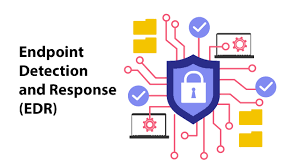 Endpoint
Detection
and Response
(EDR)